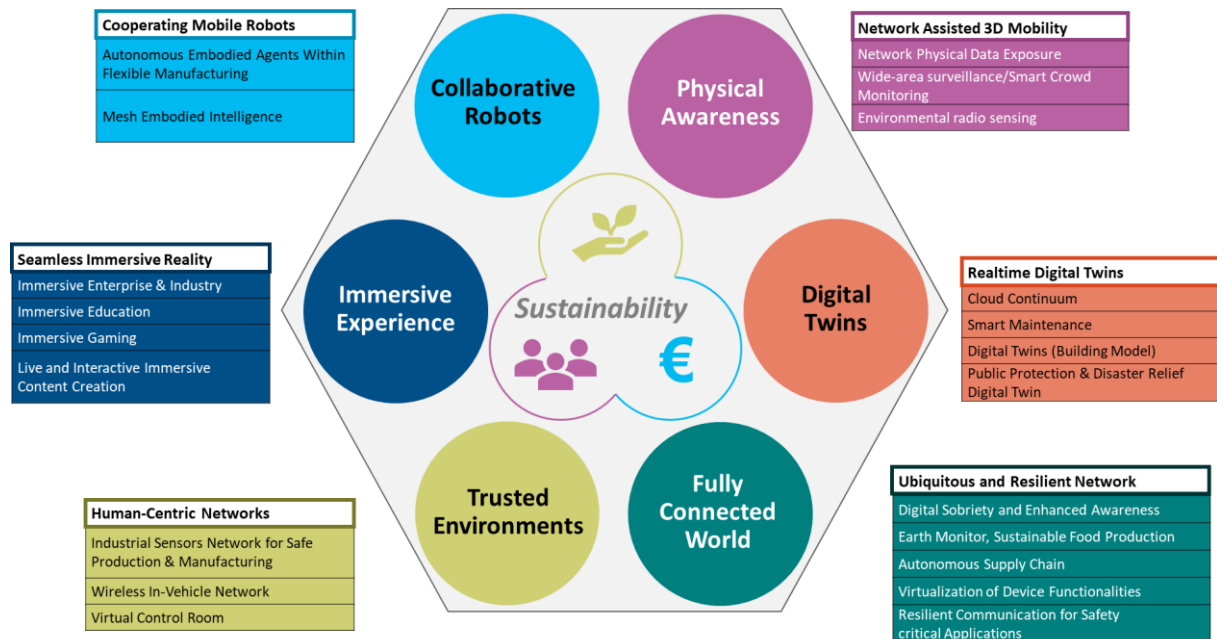 Cooperating Mobile Robots
Autonomous Embodied Agents Within
Flexible Manufacturing
Mesh Embodied Intelligence
Collaborative
Robots
Physical
Awareness
Network Assisted 3D Mobility
Network Physical Data Exposure
Wide-area surveillance/Smart Crowd
Monitoring
Environmental radio sensing
Seamless Immersive Reality
Immersive Enterprise & Industry
Immersive Education
Immersive Gaming
Live and Interactive Immersive
Content Creation
Immersive
Experience
Sustainability
€
Digital
Twins
Realtime Digital Twins
Cloud Continuum
Smart Maintenance
Digital Twins (Building Model)
Public Protection & Disaster Relief
Digital Twin
Human-Centric Networks
Industrial Sensors Network for Safe
Production & Manufacturing
Wireless In-Vehicle Network
Virtual Control Room
Trusted
Environments
Fully
Connected
World
Ubiquitous and Resilient Network
Digital Sobriety and Enhanced Awareness
Earth Monitor, Sustainable Food Production
Autonomous Supply Chain
Virtualization of Device Functionalities
Resilient Communication for Safety
critical Applications